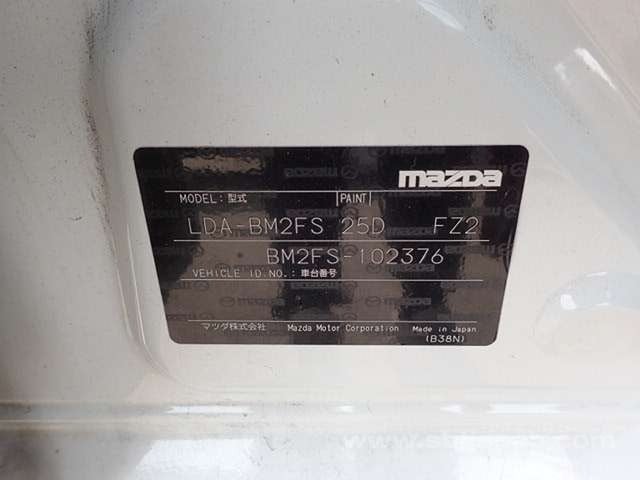 mazda
MODEL: 型式 PAINT
LDA-BM2FS 25D FZ2
BM2FS-102376
VEHICLE ID.NO.: 車台番号
マツダ株式会社 Mazda Motor Corporation Made in Japan
(B38N)